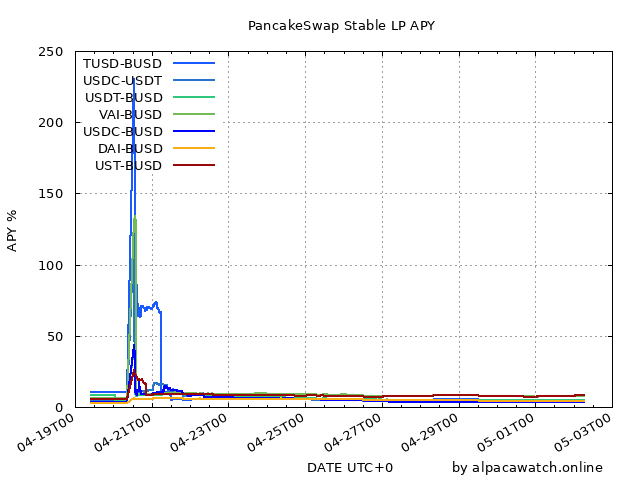 PancakeSwap Stable LP APY
250
200
150
100
50
0
APY %
TUSD-BUSD
USDC-USDT
USDT-BUSD
VAI-BUSD
USDC-BUSD
DAI-BUSD
UST-BUSD
04-19T00
04-21T00
04-23T00
04-25T00
04-27T00
04-29T00
05-01T00
05-03T00
DATE UTC+0
by alpacawatch.online